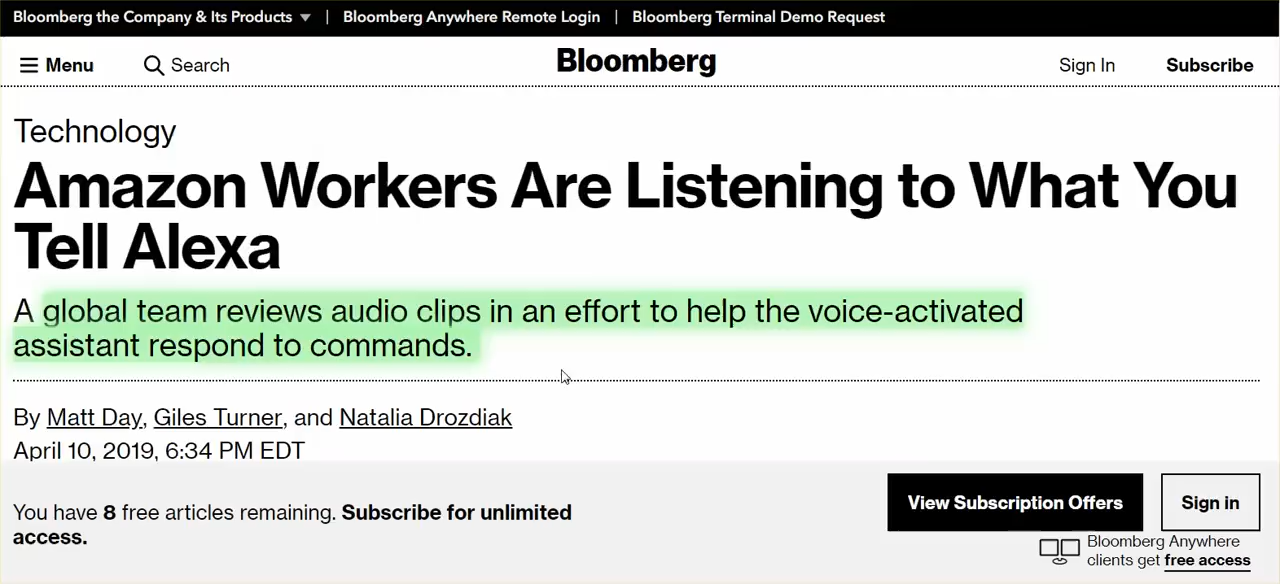 Bloomberg the Company & Its Products | Bloomberg Anywhere Remote Login | Bloomberg Terminal Demo Request
Menu Search Bloomberg Sign In Subscribe
Technology
Amazon Workers Are Listening to What You
Tell Alexa
A global team reviews audio clips in an effort to help the voice-activated
assistant respond to commands.
By Matt Day, Giles Turner, and Natalia Drozdiak
April 10, 2019, 6:34 PM EDT
You have 8 free articles remaining. Subscribe for unlimited
access.
View Subscription Offers Sign in
Bloomberg Anywhere
clients get free access